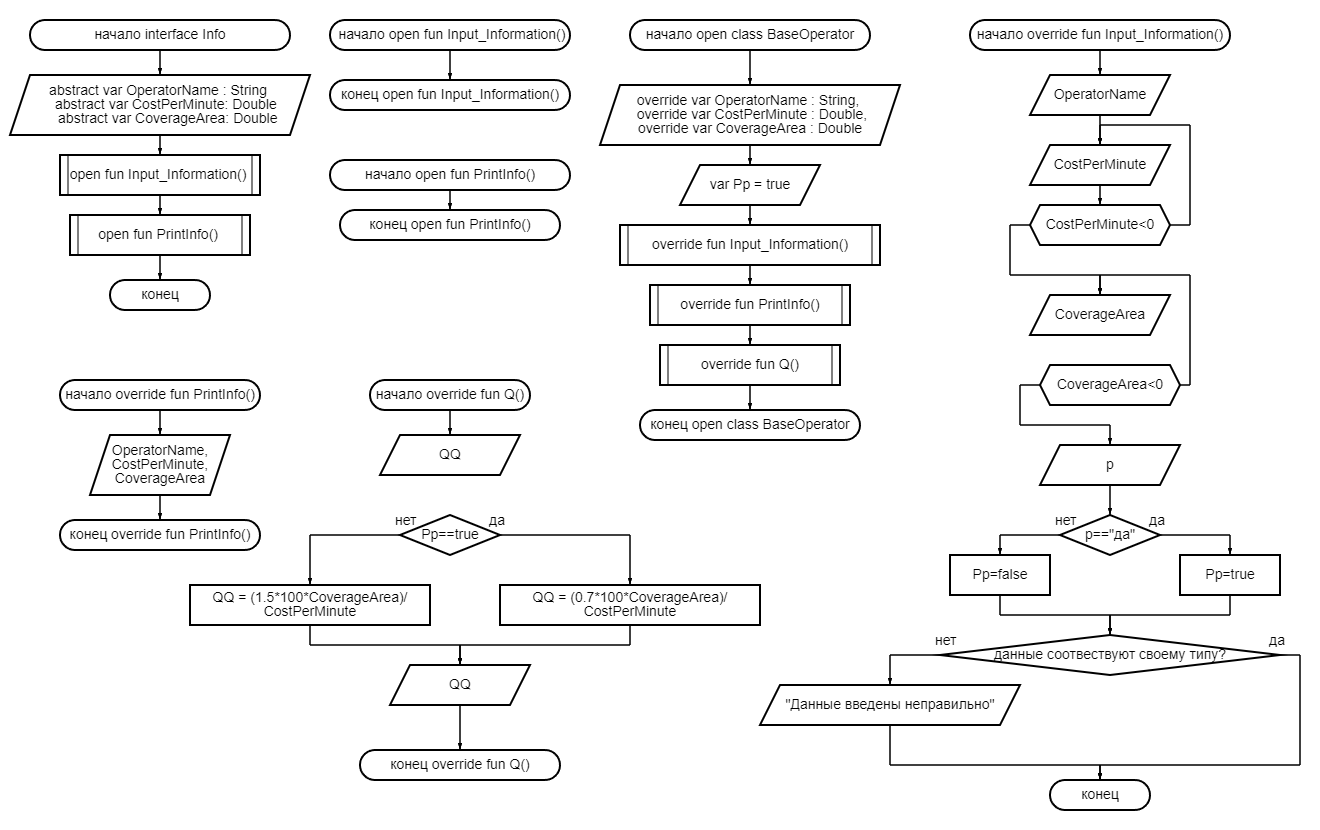 начало interface Info
abstract var OperatorName : String
abstract var CostPerMinute: Double
abstract var CoverageArea: Double
open fun Input_Information()
open fun PrintInfo()
конец
начало open fun Input_Information()
конец open fun Input_Information()
начало open fun PrintInfo()
конец open fun PrintInfo()
начало open class BaseOperator
override var OperatorName : String,
override var CostPerMinute : Double,
override var CoverageArea : Double
var Pp = true
override fun Input_Information()
override fun PrintInfo()
override fun Q()
конец open class BaseOperator
начало override fun Input_Information()
OperatorName
CostPerMinute
CostPerMinute<0
CoverageArea
CoverageArea<0
p
нет
да
p=="да"
Pp=false
Pp=true
нет
да
данные соотвествуют своему типу?
"Данные введены неправильно"
конец
начало override fun PrintInfo()
OperatorName,
CostPerMinute,
CoverageArea
конец override fun PrintInfo()
начало override fun Q()
QQ
нет
да
Pp==true
QQ = (1.5*100*CoverageArea)/
CostPerMinute
QQ = (0.7*100*CoverageArea)/
CostPerMinute
QQ
конец override fun Q()